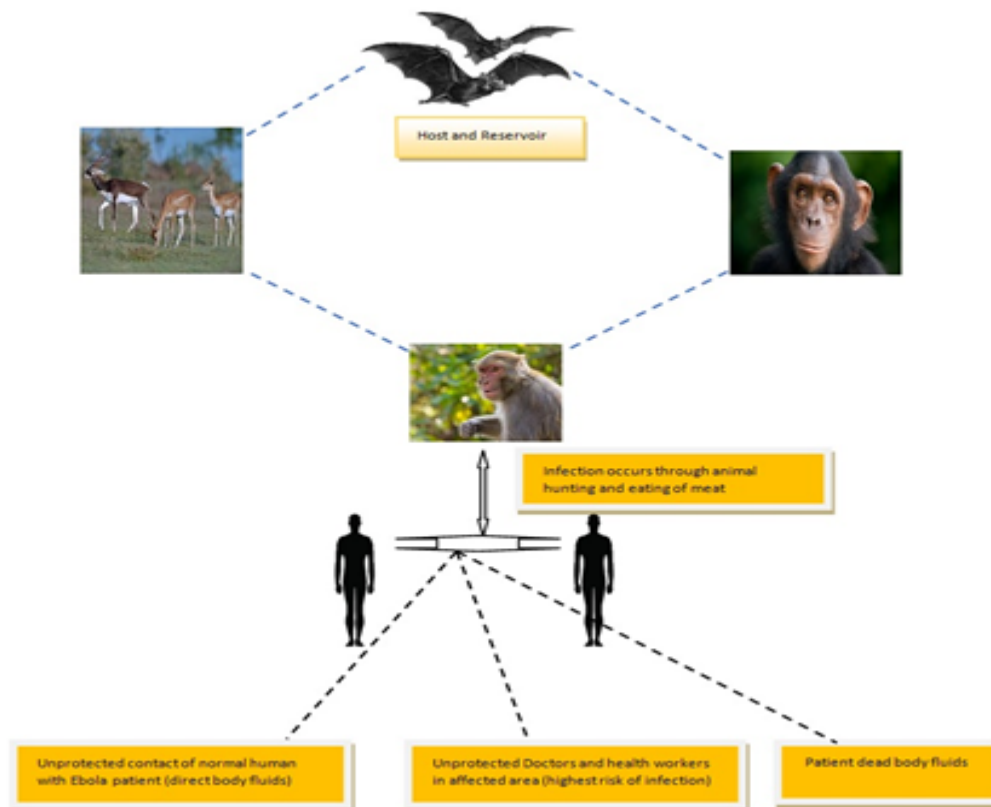 Host and Reservoir
Infection occurs through animal
hunting and eating of meat
Unprotected contact of normal human
with Ebola patient (direct body fluids)
Unprotected Doctors and health workers
in affected area (highest risk of infection)
Patient dead body fluids